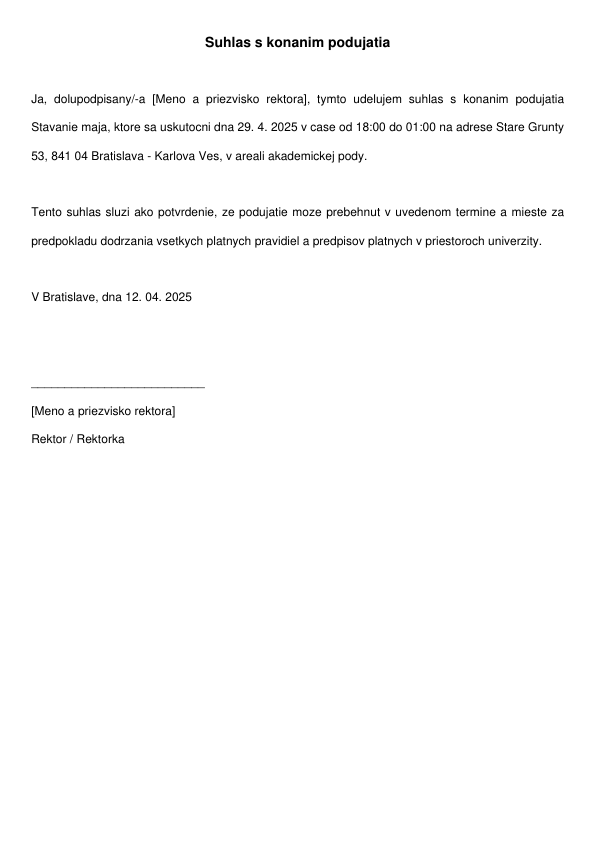 Suhlas s konanim podujatia
Ja, dolupodpisany/-a [Meno a priezvisko rektora], tymto udelujem suhlas s konanim podujatia
Stavanie maja, ktore sa uskutocni dna 29. 4. 2025 v case od 18:00 do 01:00 na adrese Stare Grunty
53, 841 04 Bratislava - Karlova Ves, v areali akademickej pody.
Tento suhlas sluzi ako potvrdenie, ze podujatie moze prebehnut v uvedenom termine a mieste za
predpokladu dodrzania vsetkych platnych pravidiel a predpisov platnych v priestoroch univerzity.
V Bratislave, dna 12. 04. 2025
___________________________
[Meno a priezvisko rektora]
Rektor / Rektorka